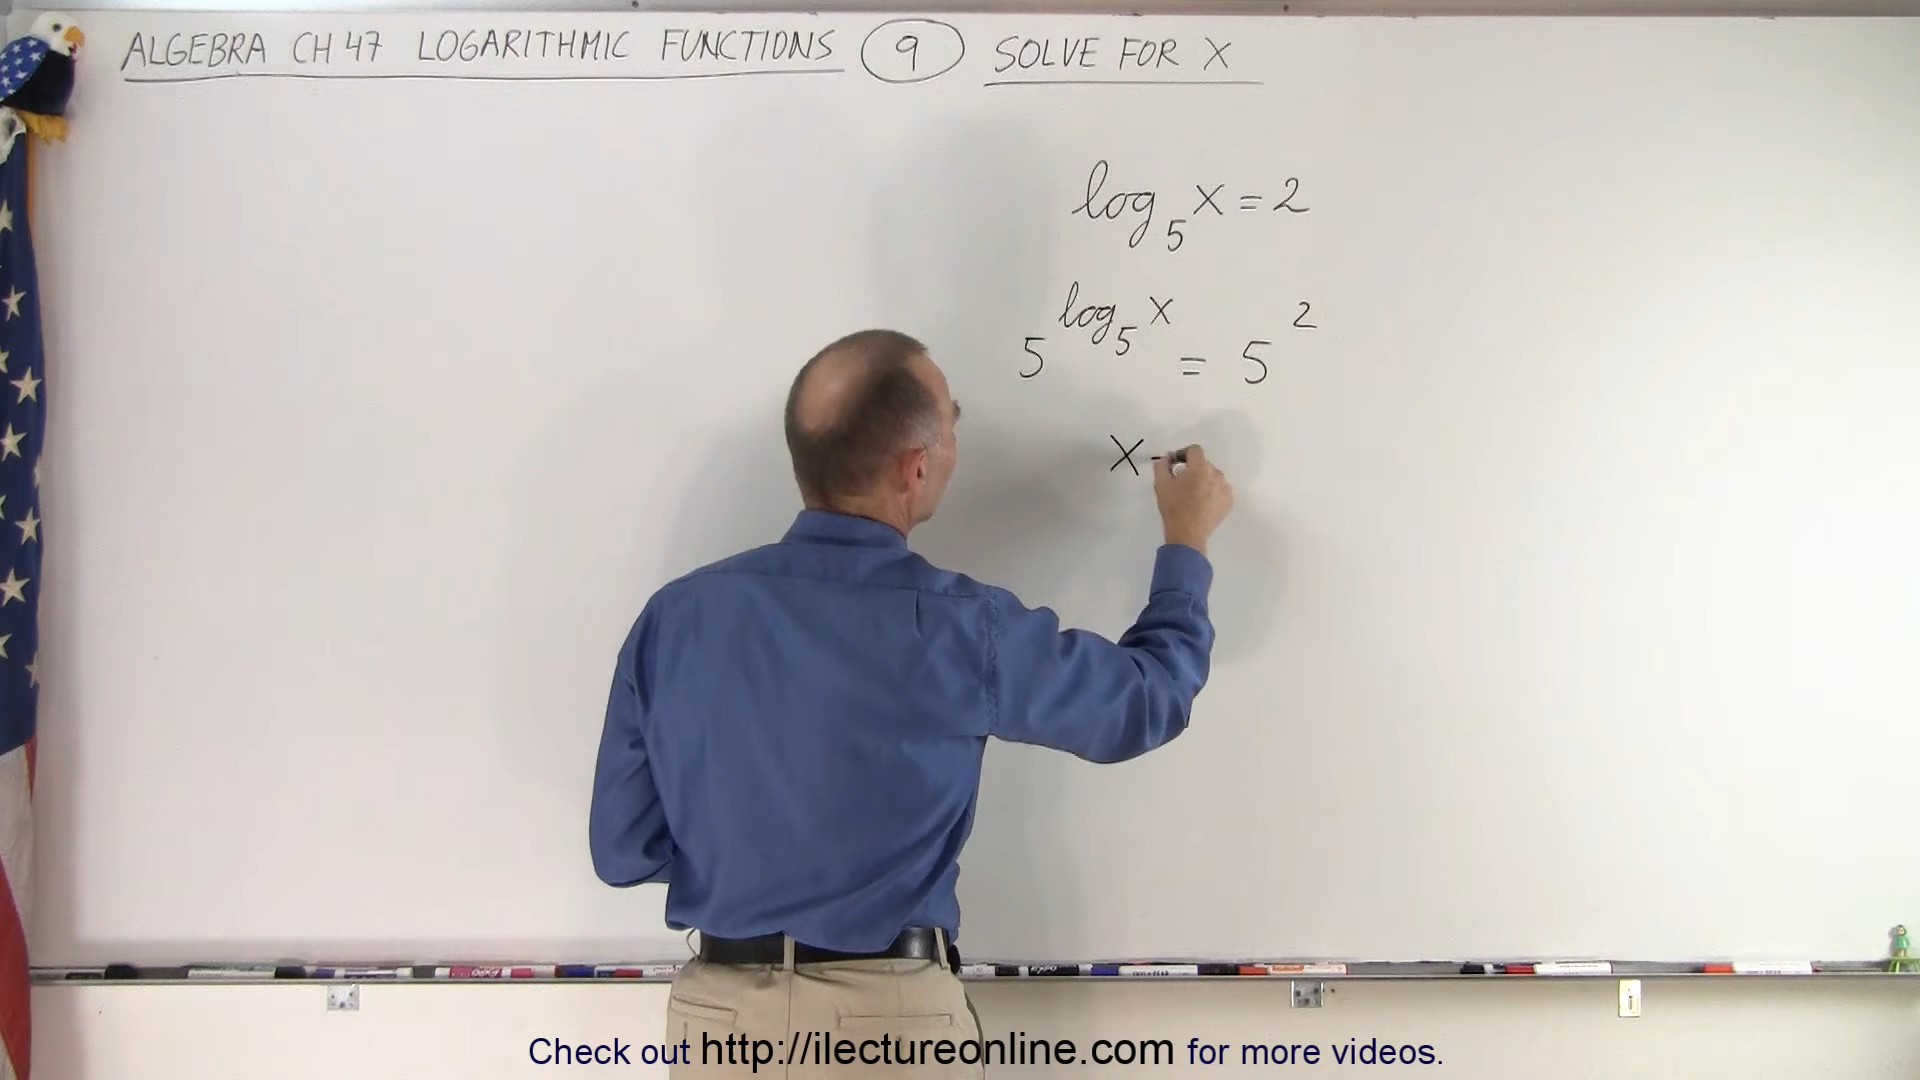 ALGEBRA CH 47 LOGARITHMIC FUNCTIONS 9 SOLVE FOR X
log₅ x = 2
5^(log₅ x) = 5²
x
Check out http://ilectureonline.com for more videos.